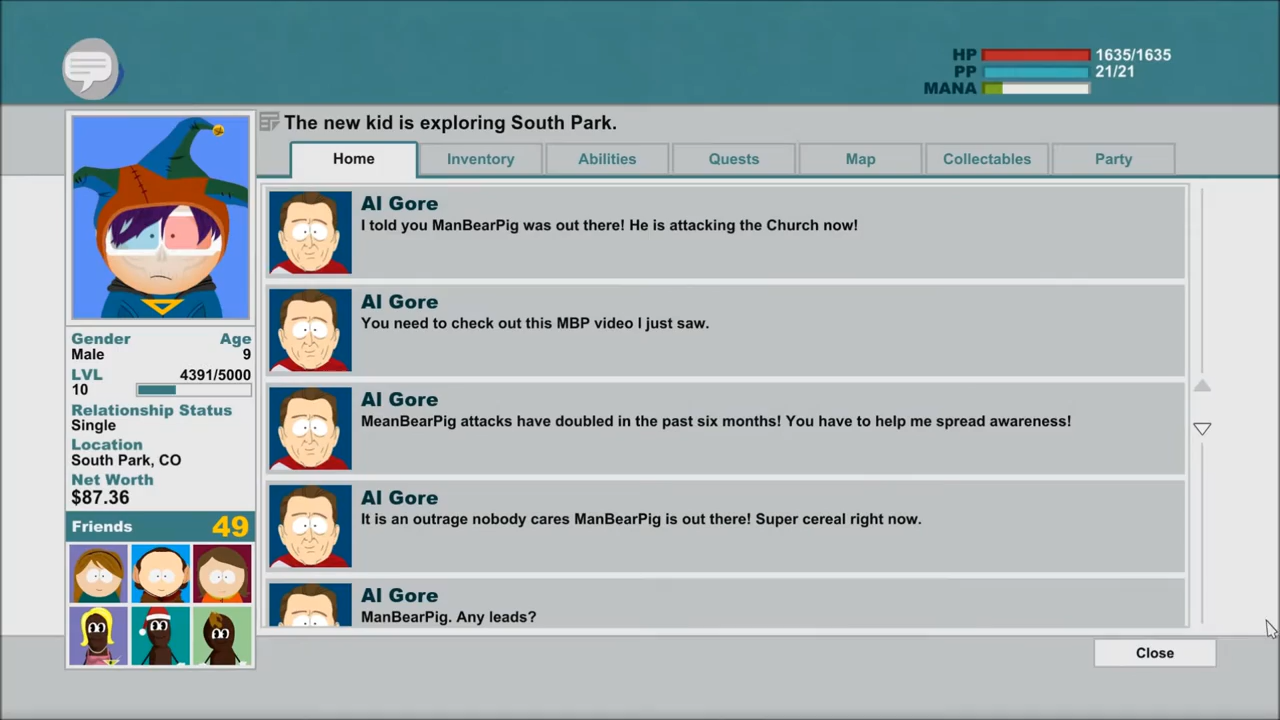 HP 1635/1635
PP 21/21
MANA
The new kid is exploring South Park.
Home Inventory Abilities Quests Map Collectables Party
Gender Age
Male 9
LVL 4391/5000
10
Relationship Status
Single
Location
South Park, CO
Net Worth
$87.36
Friends 49
Al Gore
I told you ManBearPig was out there! He is attacking the Church now!
Al Gore
You need to check out this MBP video I just saw.
Al Gore
MeanBearPig attacks have doubled in the past six months! You have to help me spread awareness!
Al Gore
It is an outrage nobody cares ManBearPig is out there! Super cereal right now.
Al Gore
ManBearPig. Any leads?
Close